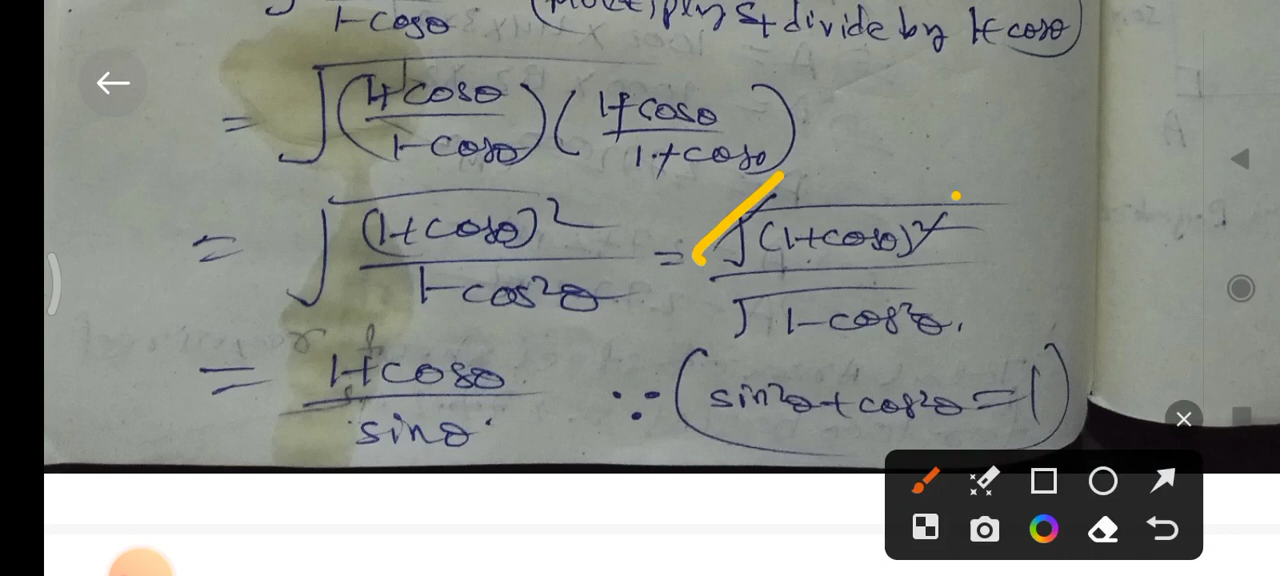 1-cosθ (Multiply & divide by 1+cosθ)
= √(1+cosθ/1-cosθ)(1+cosθ/1+cosθ)
= √(1+cosθ)²/1-cos²θ = √(1+cosθ)²/√1-cos²θ.
= 1+cosθ/sinθ. ∵ (sin²θ+cos²θ=1)